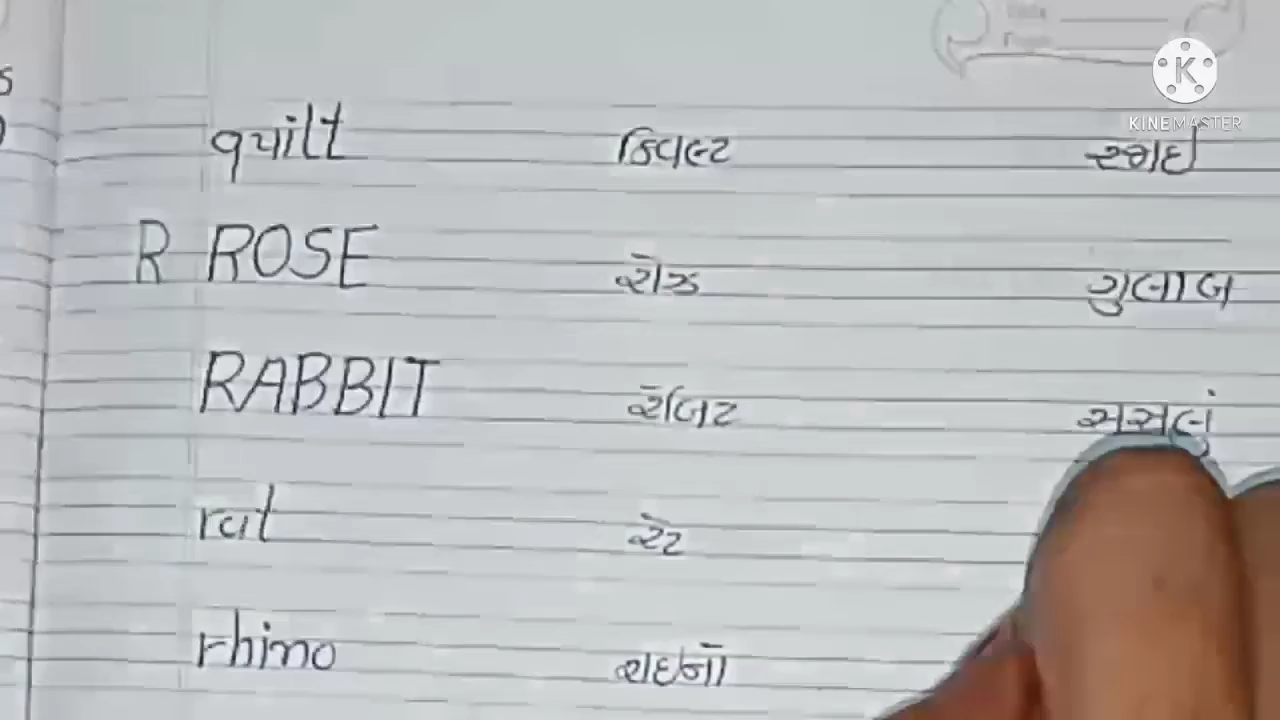 KINEMASTER
quilt ક્વિલ્ટ રજાઈ
R ROSE રોઝ ગુલાબ
RABBIT રૅબિટ સસલું
rat રેટ
rhino રાઇનૉ